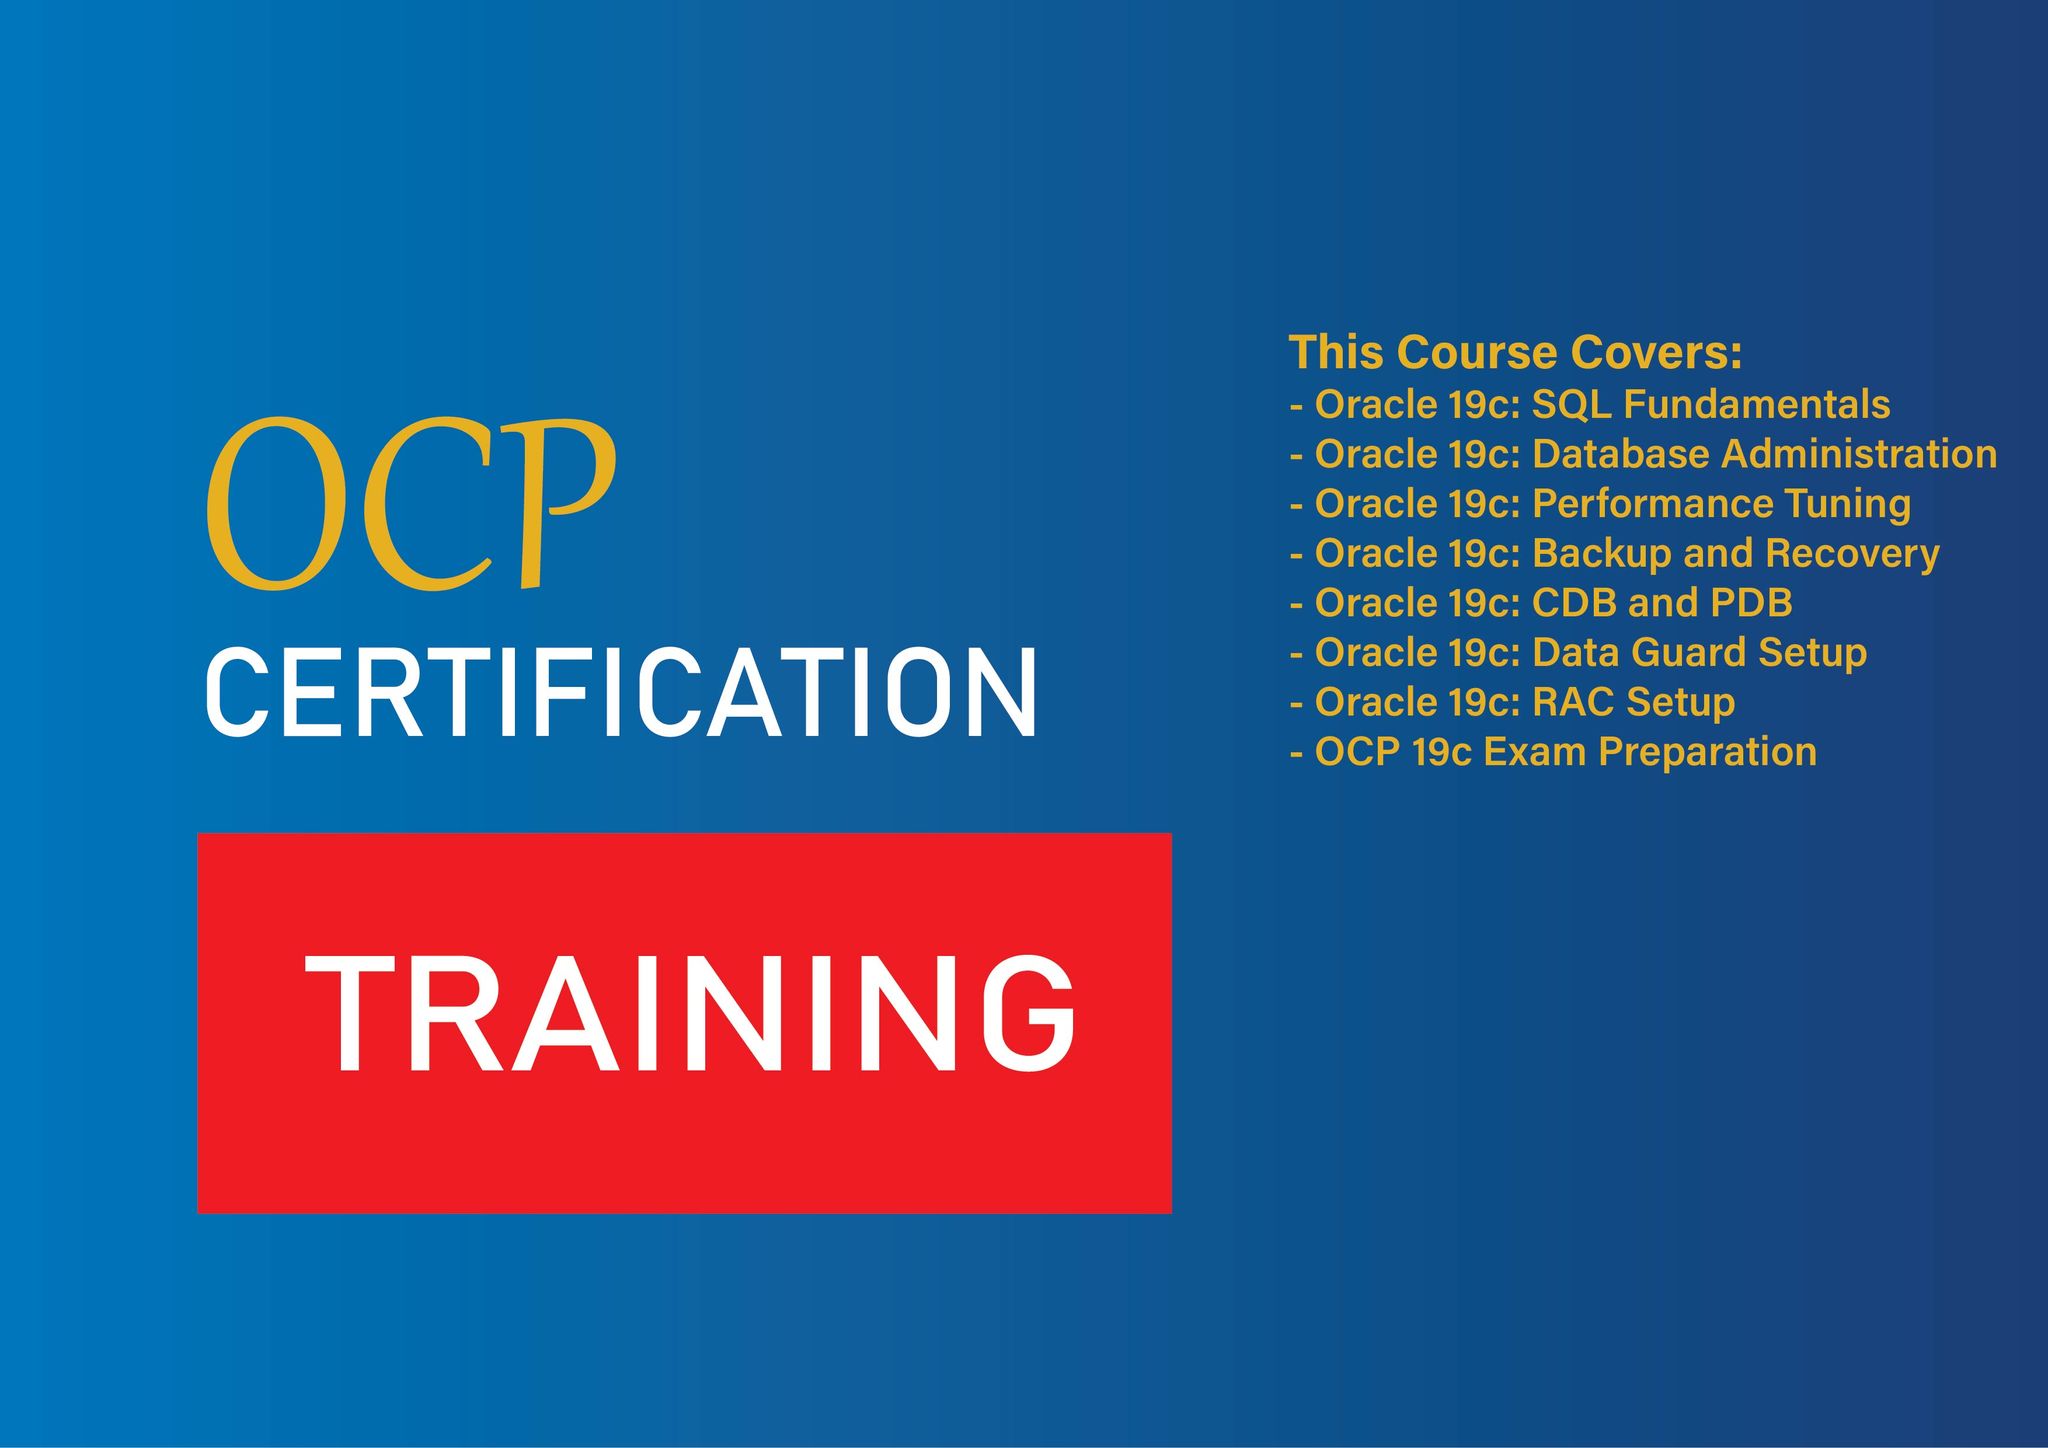 OCP
CERTIFICATION
TRAINING
This Course Covers:
- Oracle 19c: SQL Fundamentals
- Oracle 19c: Database Administration
- Oracle 19c: Performance Tuning
- Oracle 19c: Backup and Recovery
- Oracle 19c: CDB and PDB
- Oracle 19c: Data Guard Setup
- Oracle 19c: RAC Setup
- OCP 19c Exam Preparation